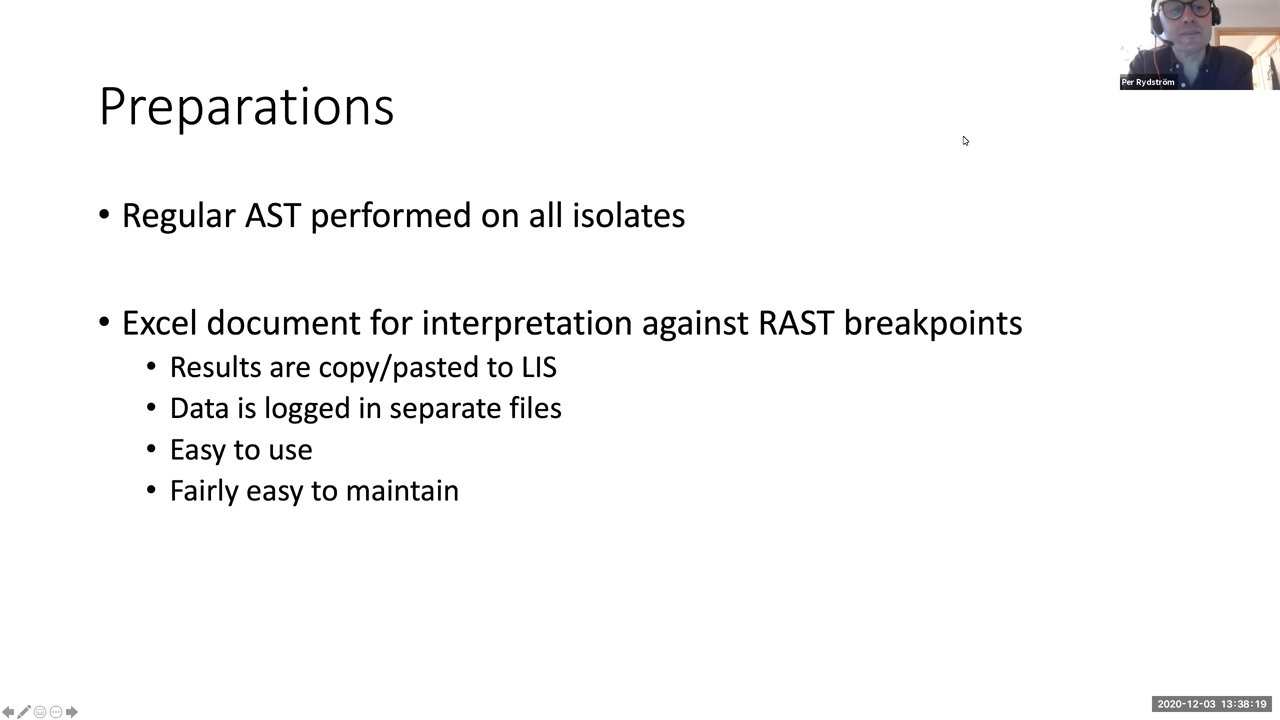 Per Rydström
Preparations
• Regular AST performed on all isolates
• Excel document for interpretation against RAST breakpoints
• Results are copy/pasted to LIS
• Data is logged in separate files
• Easy to use
• Fairly easy to maintain
2020-12-03 13:38:19